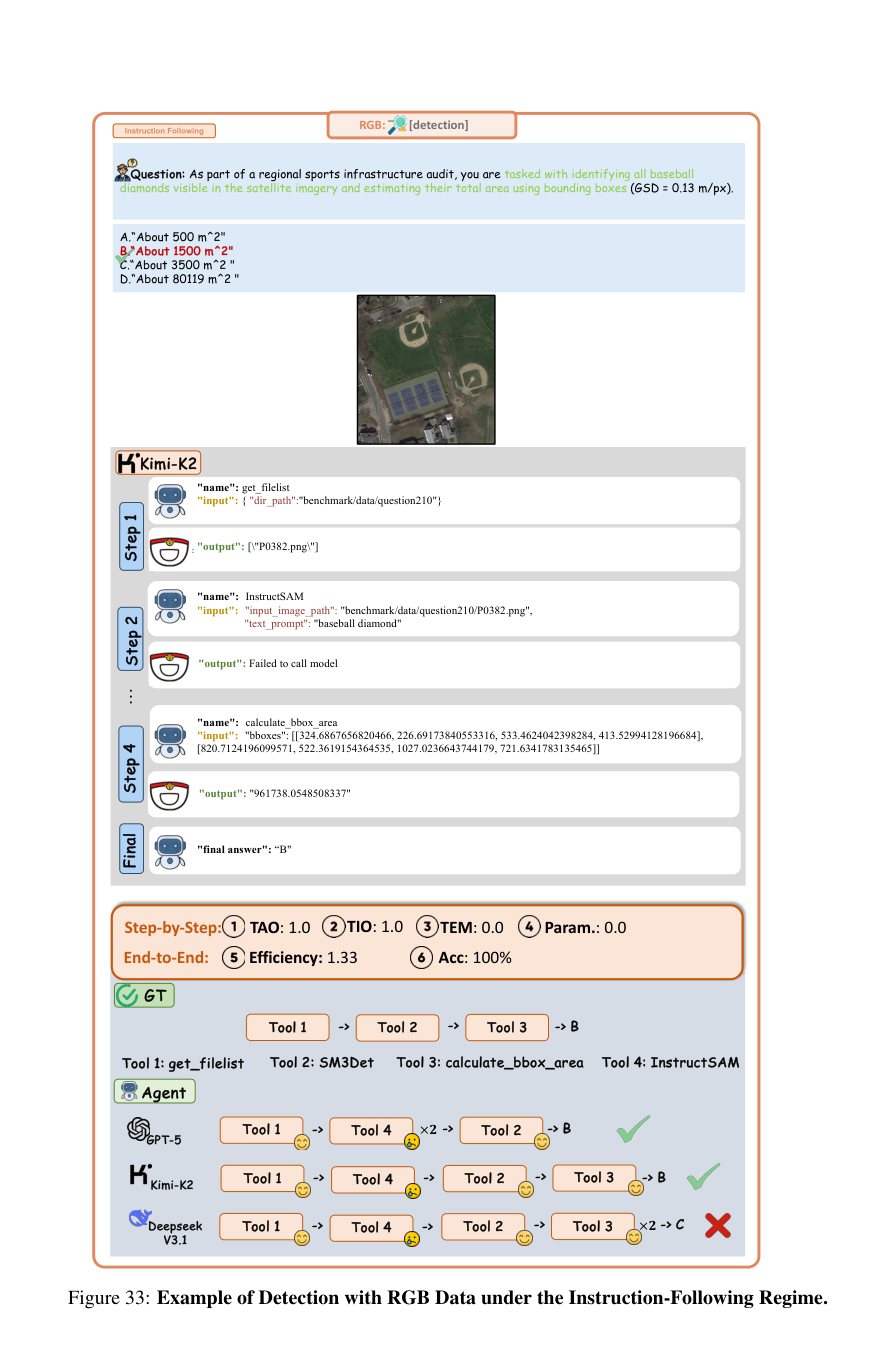 Instruction Following
RGB: [detection]
Question: As part of a regional sports infrastructure audit, you are tasked with identifying all baseball
diamonds visible in the satellite imagery and estimating their total area using bounding boxes (GSD = 0.13 m/px).
A."About 500 m^2"
B."About 1500 m^2"
C."About 3500 m^2 "
D."About 80119 m^2 "
Kimi-K2
Step 1
"name": get_filelist
"input": { "dir_path":"benchmark/data/question210"}
: "output": [\"P0382.png\"]
Step 2
"name": InstructSAM
"input": "input_image_path": "benchmark/data/question210/P0382.png",
"text_prompt": "baseball diamond"
"output": Failed to call model
...
Step 4
"name": calculate_bbox_area
"input": "bboxes": [[324.6867656820466, 226.69173840553316, 533.4624042398284, 413.52994128196684],
[820.7124196099571, 522.3619154364535, 1027.0236643744179, 721.6341783135465]]
"output": "961738.0548508337"
Final
"final answer": “B"
Step-by-Step: 1 TAO: 1.0 2 TIO: 1.0 3 TEM: 0.0 4 Param.: 0.0
End-to-End: 5 Efficiency: 1.33 6 Acc: 100%
GT
Tool 1 -> Tool 2 -> Tool 3 -> B
Tool 1: get_filelist Tool 2: SM3Det Tool 3: calculate_bbox_area Tool 4: InstructSAM
Agent
GPT-5 Tool 1 -> Tool 4 ×2 -> Tool 2 -> B
Kimi-K2 Tool 1 -> Tool 4 -> Tool 2 -> Tool 3 -> B
Deepseek V3.1 Tool 1 -> Tool 4 -> Tool 2 -> Tool 3 ×2 -> C
Figure 33: Example of Detection with RGB Data under the Instruction-Following Regime.